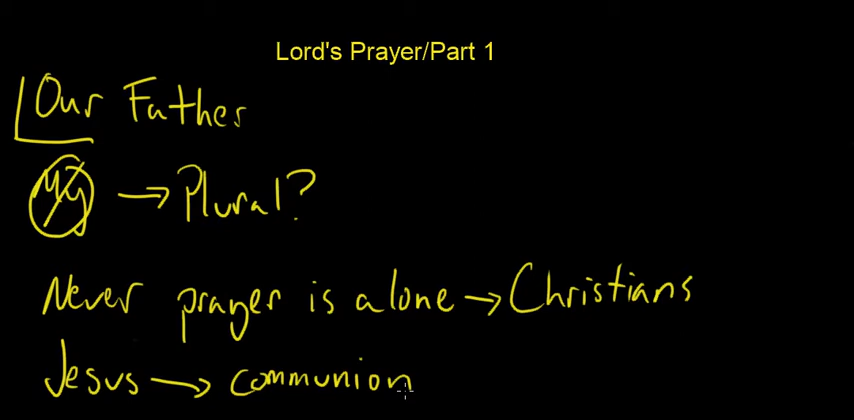 Lord's Prayer/Part 1
Our Father
My → Plural?
Never prayer is alone → Christians
Jesus → communion